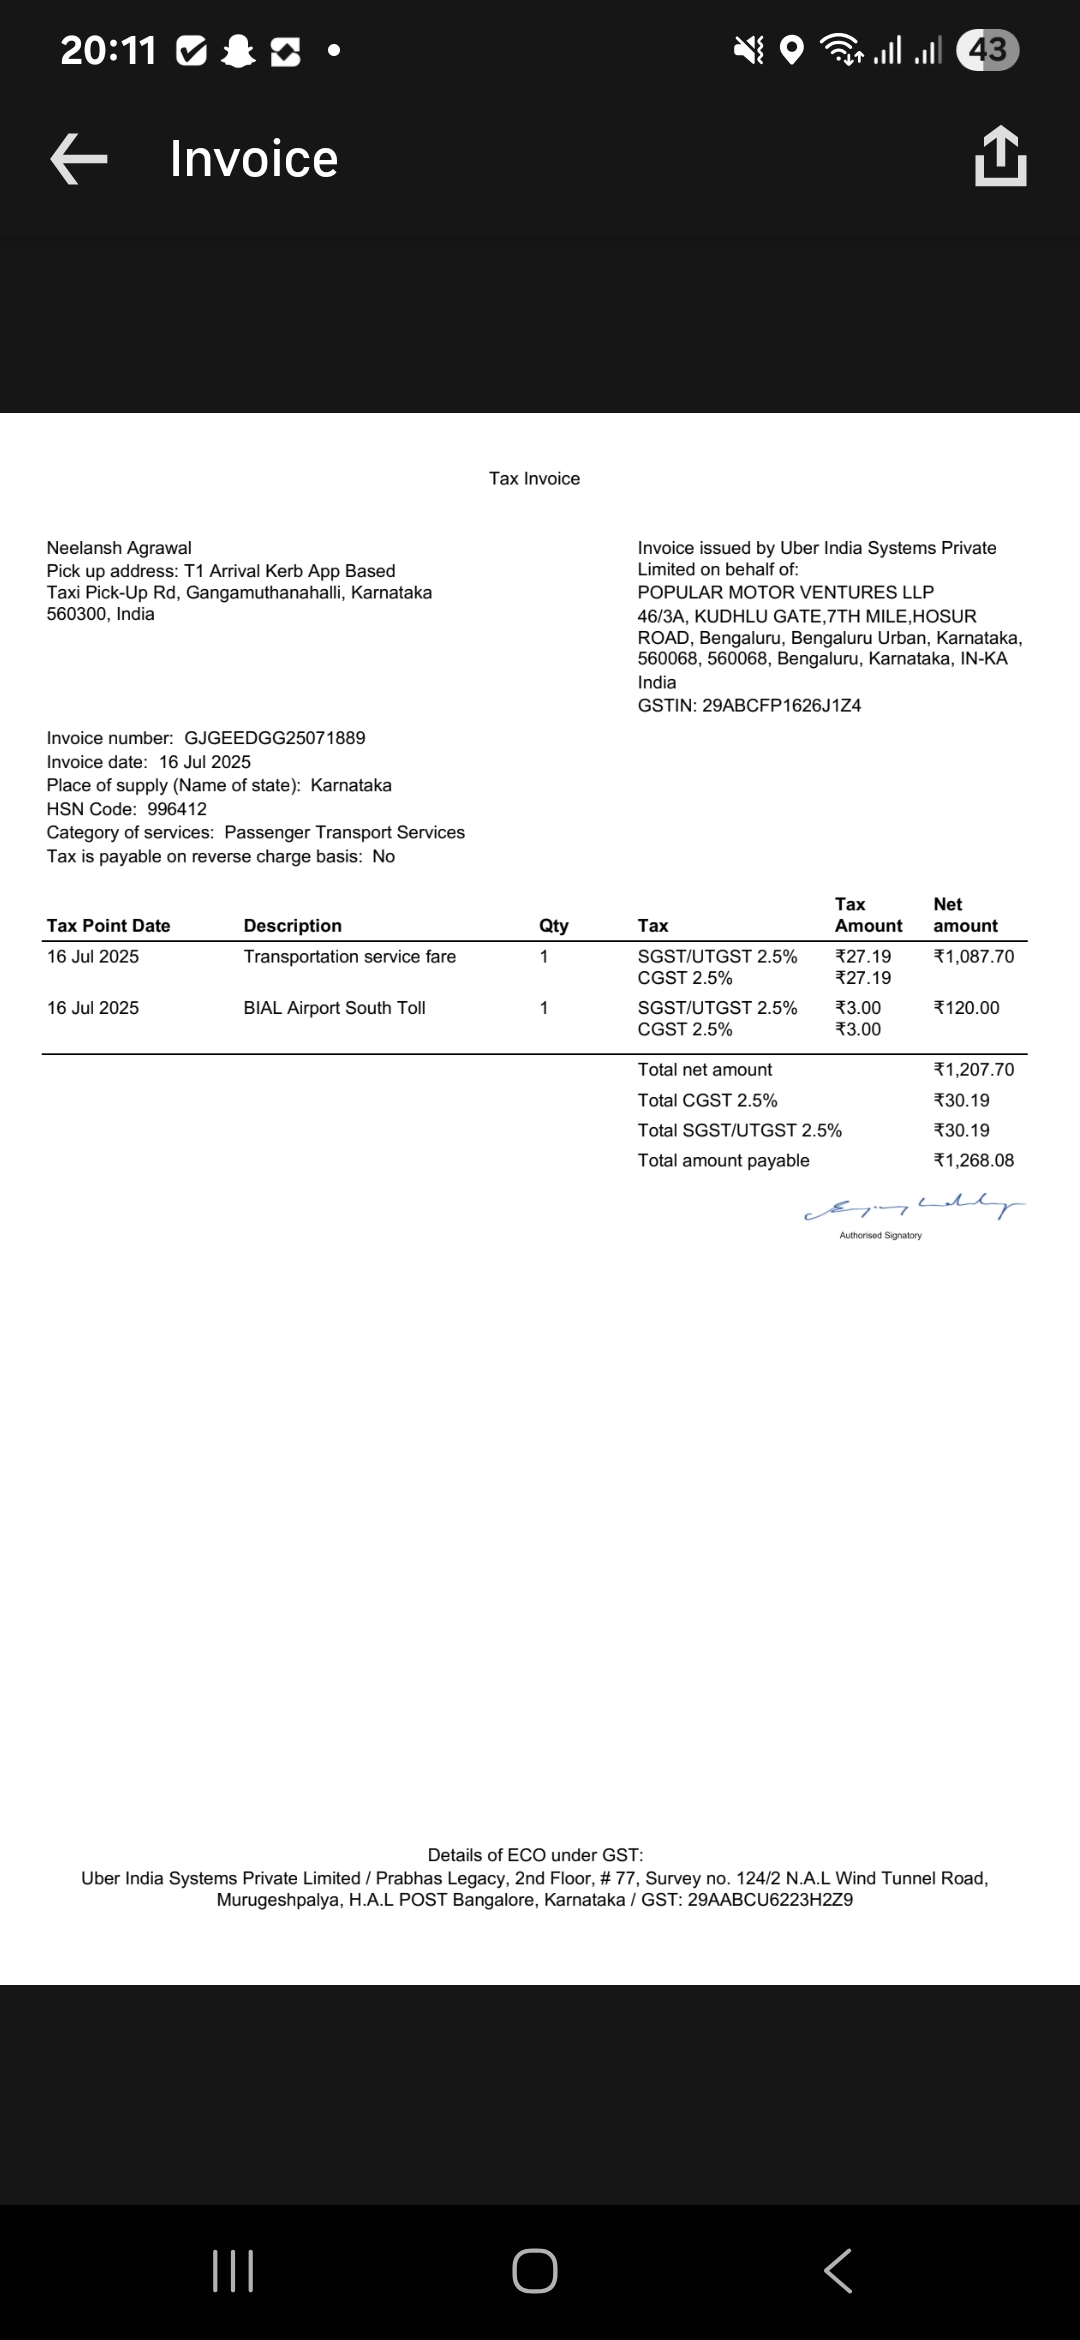 20:11
43
Invoice
Tax Invoice
Neelansh Agrawal
Pick up address: T1 Arrival Kerb App Based
Taxi Pick-Up Rd, Gangamuthanahalli, Karnataka
560300, India
Invoice issued by Uber India Systems Private
Limited on behalf of:
POPULAR MOTOR VENTURES LLP
46/3A, KUDHLU GATE,7TH MILE,HOSUR
ROAD, Bengaluru, Bengaluru Urban, Karnataka,
560068, 560068, Bengaluru, Karnataka, IN-KA
India
GSTIN: 29ABCFP1626J1Z4
Invoice number: GJGEEDGG25071889
Invoice date: 16 Jul 2025
Place of supply (Name of state): Karnataka
HSN Code: 996412
Category of services: Passenger Transport Services
Tax is payable on reverse charge basis: No
Tax Point Date Description Qty Tax Tax Amount Net amount
16 Jul 2025 Transportation service fare 1 SGST/UTGST 2.5% ₹27.19 ₹1,087.70
CGST 2.5% ₹27.19
16 Jul 2025 BIAL Airport South Toll 1 SGST/UTGST 2.5% ₹3.00 ₹120.00
CGST 2.5% ₹3.00
Total net amount ₹1,207.70
Total CGST 2.5% ₹30.19
Total SGST/UTGST 2.5% ₹30.19
Total amount payable ₹1,268.08
Authorised Signatory
Details of ECO under GST:
Uber India Systems Private Limited / Prabhas Legacy, 2nd Floor, # 77, Survey no. 124/2 N.A.L Wind Tunnel Road,
Murugeshpalya, H.A.L POST Bangalore, Karnataka / GST: 29AABCU6223H2Z9